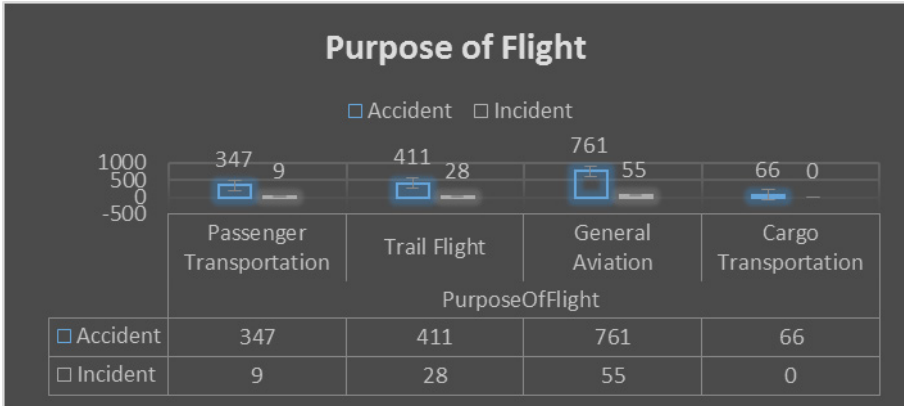 Purpose of Flight
Accident Incident
1000
500
0
-500
347 9 411 28 761 55 66 0
Passenger Transportation Trail Flight General Aviation Cargo Transportation
PurposeOfFlight
Accident 347 411 761 66
Incident 9 28 55 0